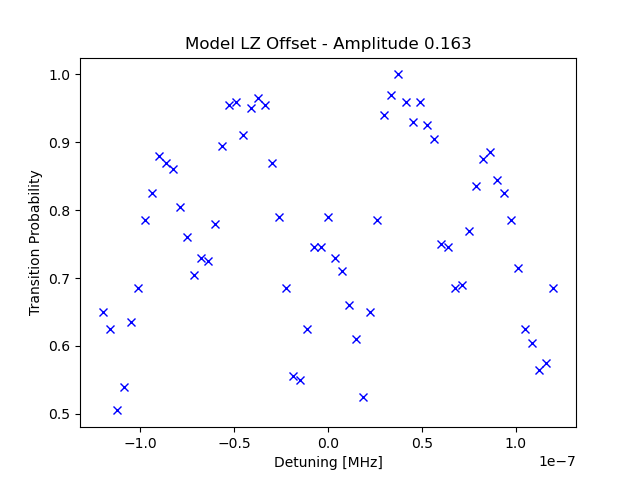 Model LZ Offset - Amplitude 0.163
1.0
0.9
0.8
0.7
0.6
0.5
Transition Probability
−1.0 −0.5 0.0 0.5 1.0
1e−7
Detuning [MHz]